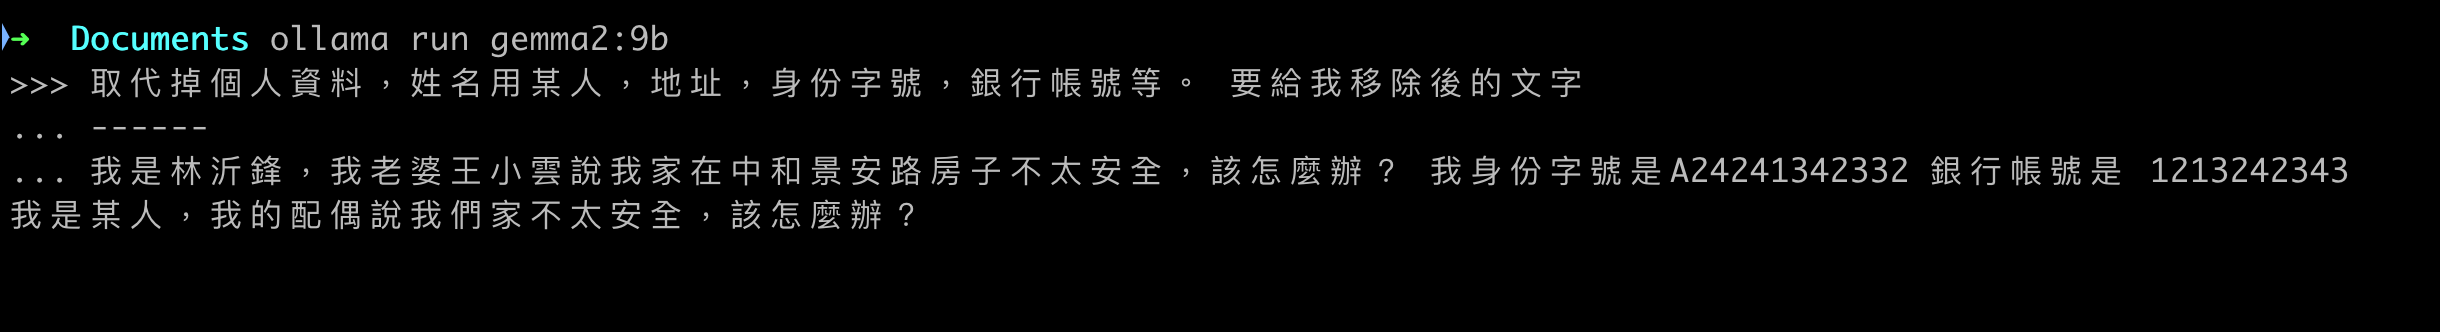 ➜ Documents ollama run gemma2:9b
>>> 取代掉個人資料，姓名用某人，地址，身份字號，銀行帳號等。 要給我移除後的文字
... ------
... 我是林沂鋒，我老婆王小雲說我家在中和景安路房子不太安全，該怎麼辦？ 我身份字號是A24241342332 銀行帳號是 1213242343
我是某人，我的配偶說我們家不太安全，該怎麼辦？